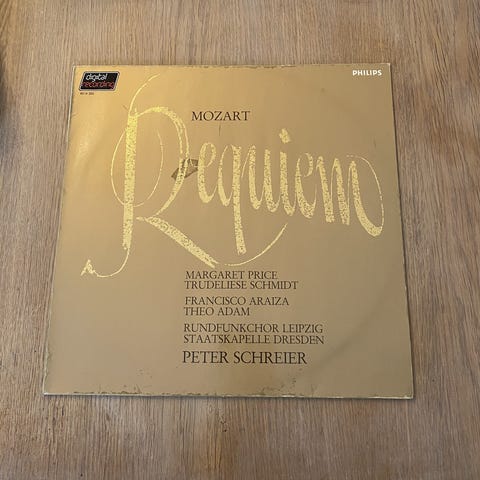 digital
recording
PHILIPS
MOZART
Requiem
MARGARET PRICE
TRUDELIESE SCHMIDT
FRANCISCO ARAIZA
THEO ADAM
RUNDFUNKCHOR LEIPZIG
STAATSKAPELLE DRESDEN
PETER SCHREIER